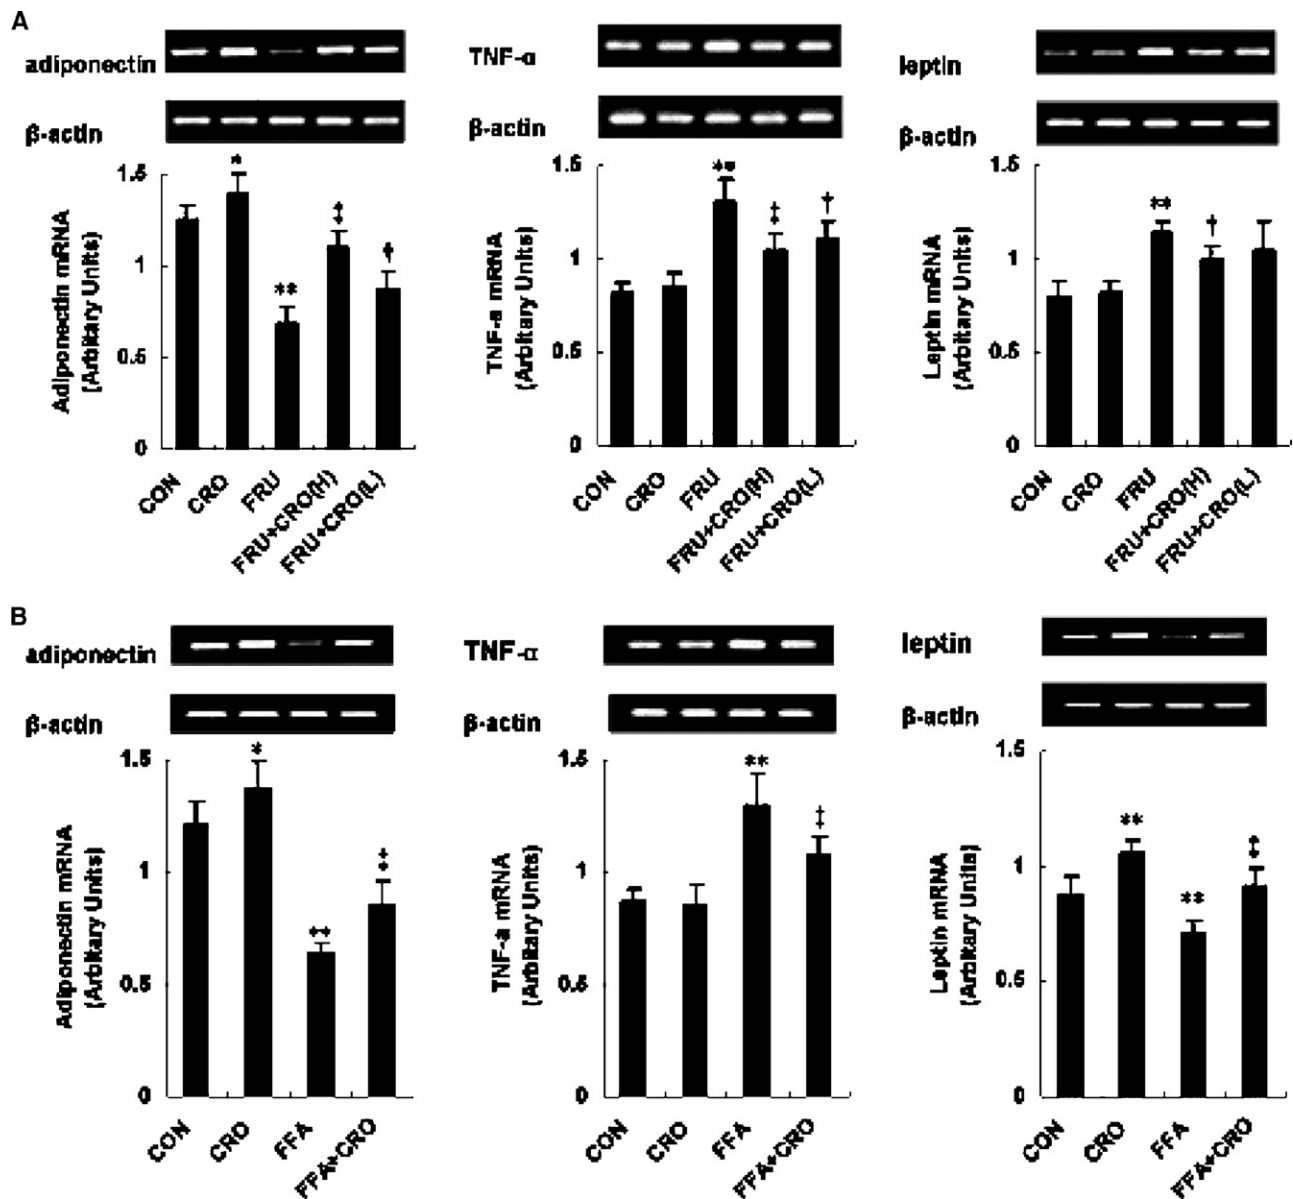 A
adiponectin
β-actin
1.5
1
0.5
0
Adiponectin mRNA
(Arbitary Units)
*
**
‡
†
CON
CRO
FRU
FRU+CRO(H)
FRU+CRO(L)
TNF-α
β-actin
1.5
1
0.5
0
TNF-a mRNA
(Arbitary Units)
**
‡
†
CON
CRO
FRU
FRU+CRO(H)
FRU+CRO(L)
leptin
β-actin
1.5
1
0.5
0
Leptin mRNA
(Arbitary Units)
**
†
CON
CRO
FRU
FRU+CRO(H)
FRU+CRO(L)
B
adiponectin
β-actin
1.5
1
0.5
0
Adiponectin mRNA
(Arbitary Units)
*
**
‡
CON
CRO
FFA
FFA+CRO
TNF-α
β-actin
1.5
1
0.5
0
TNF-a mRNA
(Arbitary Units)
**
‡
CON
CRO
FFA
FFA+CRO
leptin
β-actin
1.5
1
0.5
0
Leptin mRNA
(Arbitary Units)
**
**
‡
CON
CRO
FFA
FFA+CRO